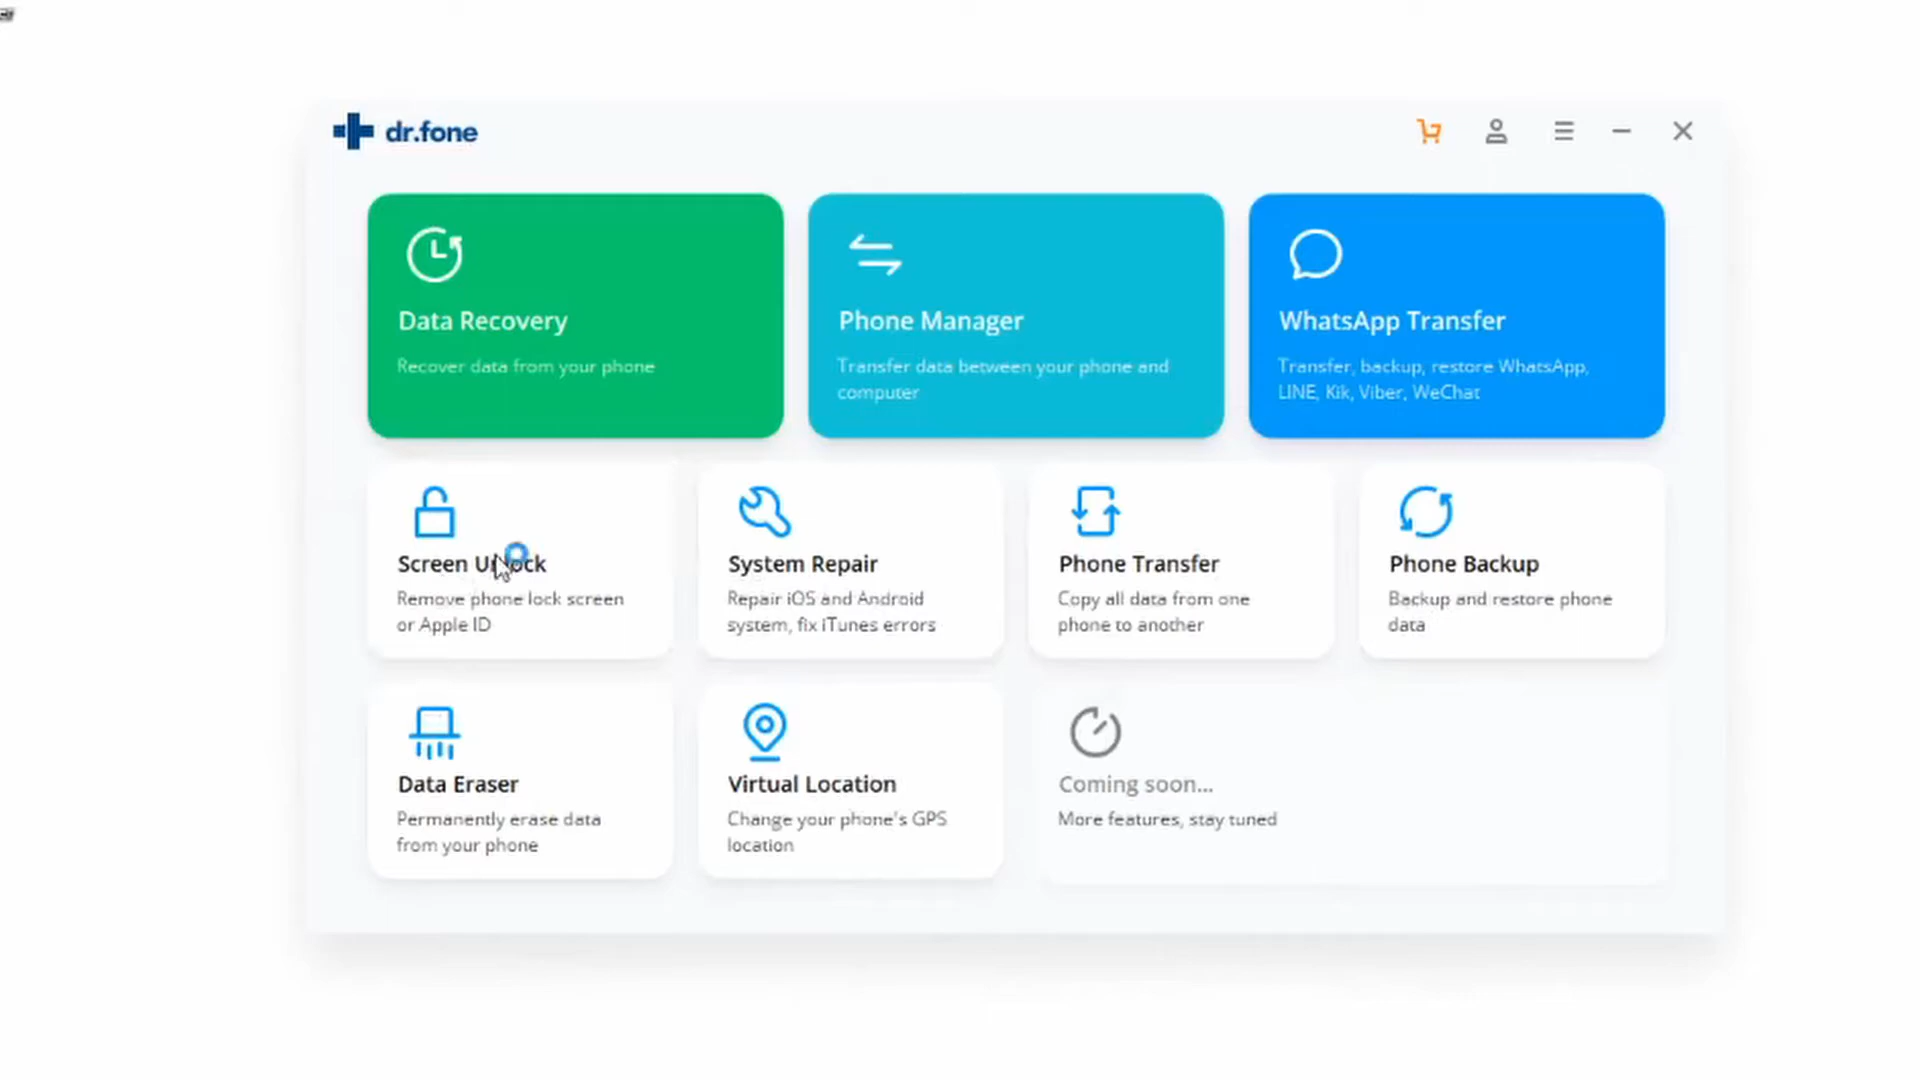 dr.fone
Data Recovery
Recover data from your phone
Phone Manager
Transfer data between your phone and
computer
WhatsApp Transfer
Transfer, backup, restore WhatsApp,
LINE, Kik, Viber, WeChat
Screen Unlock
Remove phone lock screen
or Apple ID
System Repair
Repair iOS and Android
system, fix iTunes errors
Phone Transfer
Copy all data from one
phone to another
Phone Backup
Backup and restore phone
data
Data Eraser
Permanently erase data
from your phone
Virtual Location
Change your phone's GPS
location
Coming soon...
More features, stay tuned